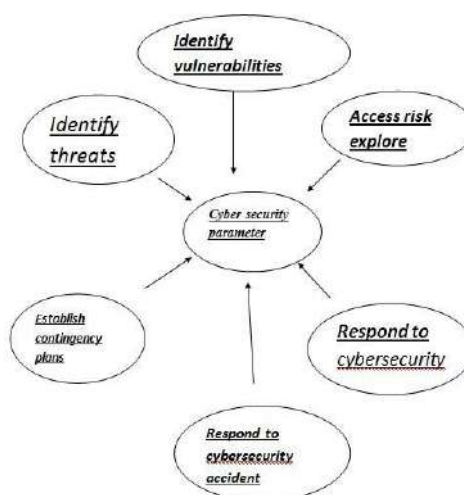 Identify
vulnerabilities
Identify
threats
Access risk
explore
Cyber security
parameter
Establish
contingency
plans
Respond to
cybersecurity
Respond to
cybersecurity
accident